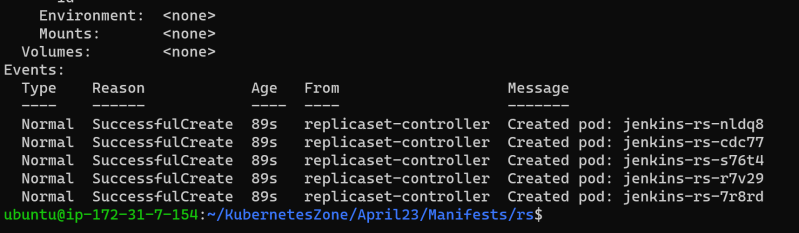 Environment:  <none>
Mounts:       <none>
Volumes:        <none>
Events:
Type    Reason            Age   From                   Message
----    ------            ----  ----                   -------
Normal  SuccessfulCreate  89s   replicaset-controller  Created pod: jenkins-rs-nldq8
Normal  SuccessfulCreate  89s   replicaset-controller  Created pod: jenkins-rs-cdc77
Normal  SuccessfulCreate  89s   replicaset-controller  Created pod: jenkins-rs-s76t4
Normal  SuccessfulCreate  89s   replicaset-controller  Created pod: jenkins-rs-r7v29
Normal  SuccessfulCreate  89s   replicaset-controller  Created pod: jenkins-rs-7r8rd
ubuntu@ip-172-31-7-154:~/KubernetesZone/April23/Manifests/rs$